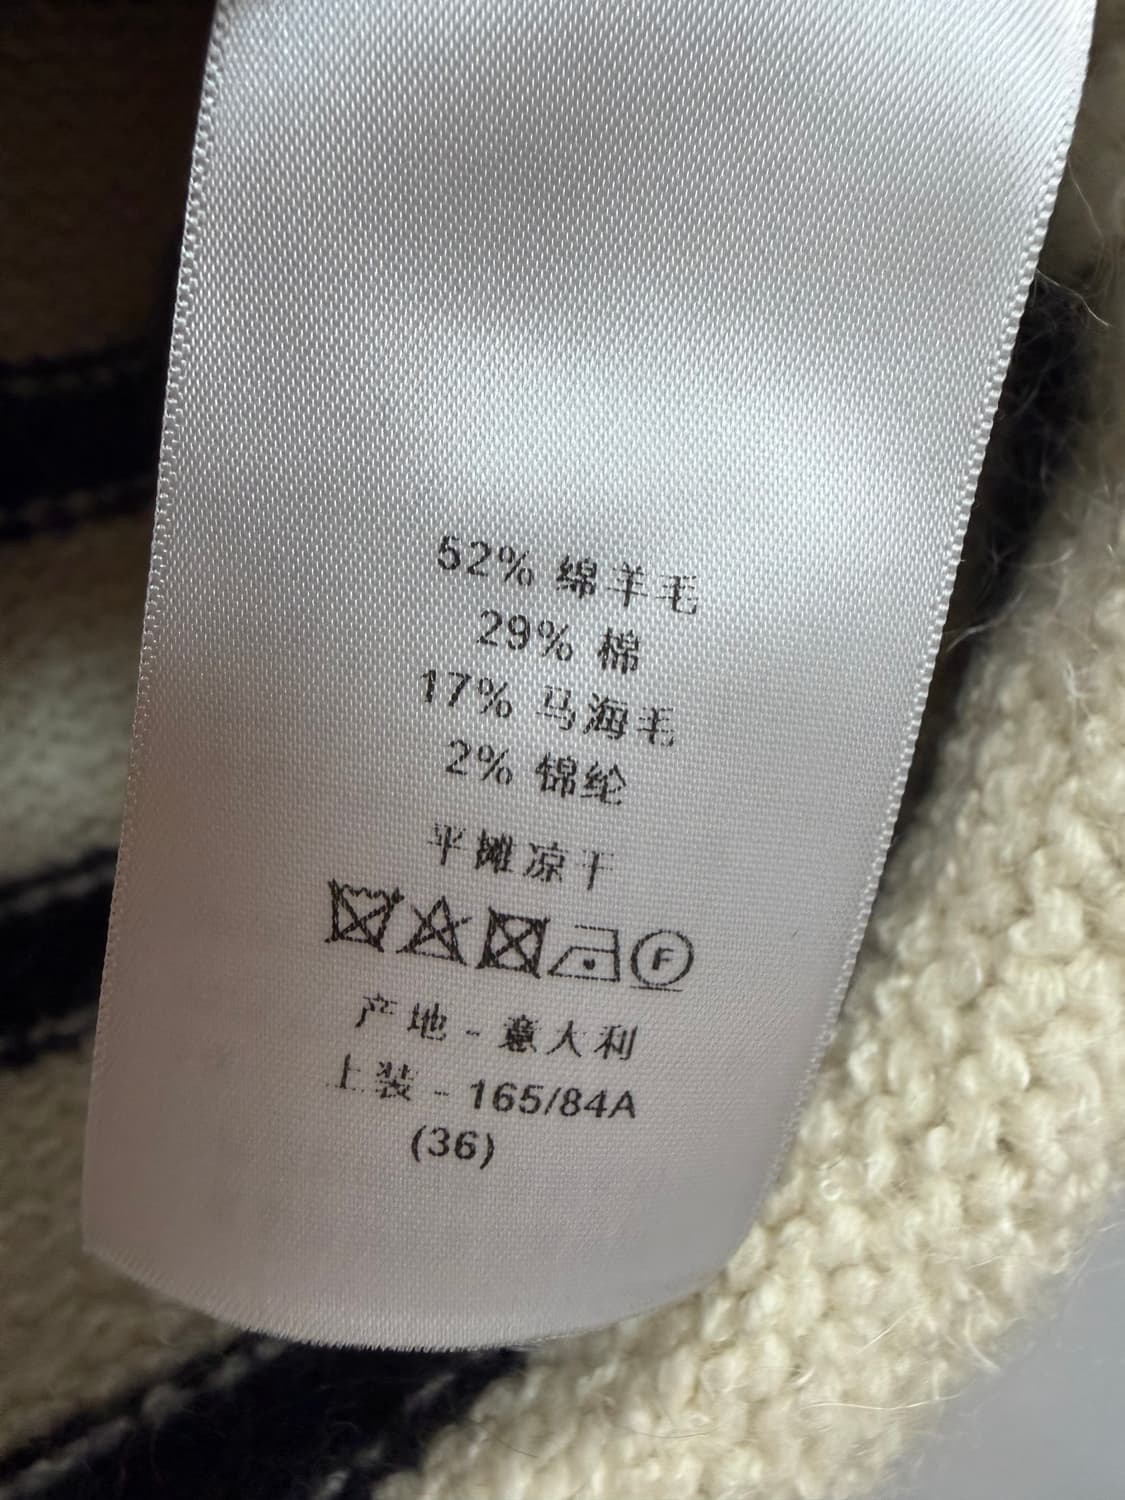 52% 绵羊毛
29% 棉
17% 马海毛
2% 锦纶
平摊凉干
F
产地 - 意大利
上装 - 165/84A
(36)